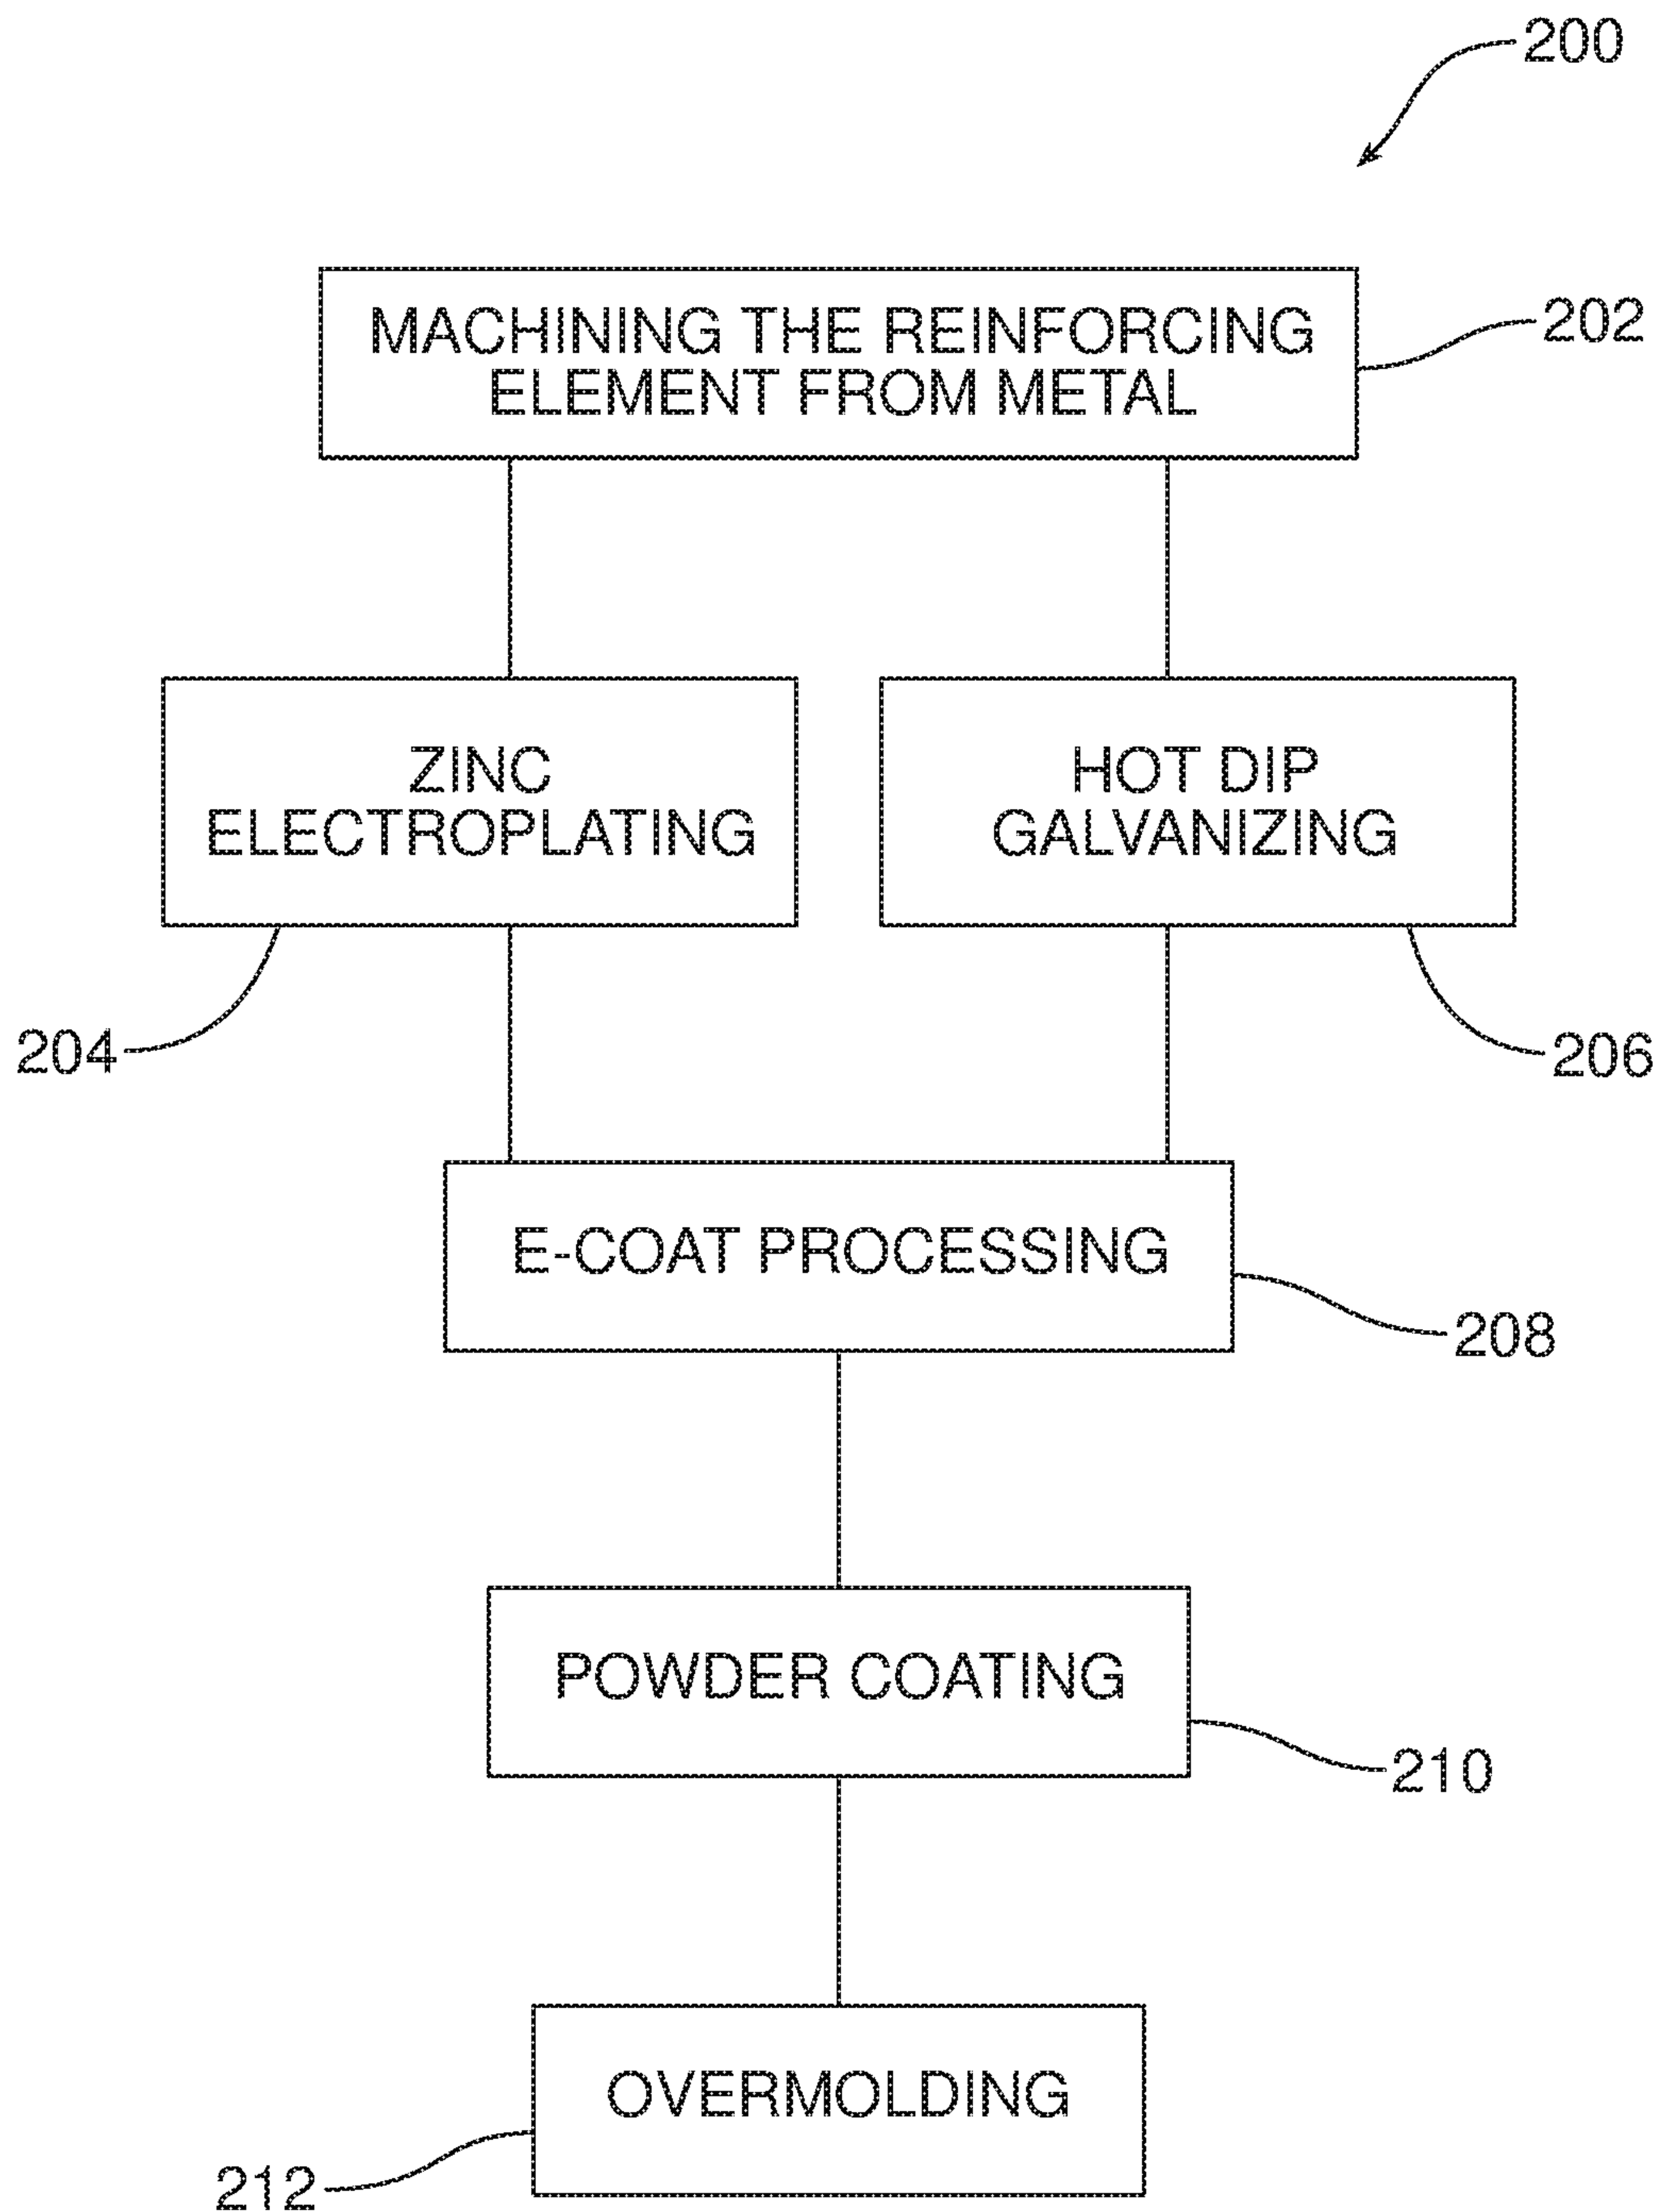 200
MACHINING THE REINFORCING
ELEMENT FROM METAL
202
ZINC
ELECTROPLATING
HOT DIP
GALVANIZING
204
206
E-COAT PROCESSING
208
POWDER COATING
210
OVERMOLDING
212